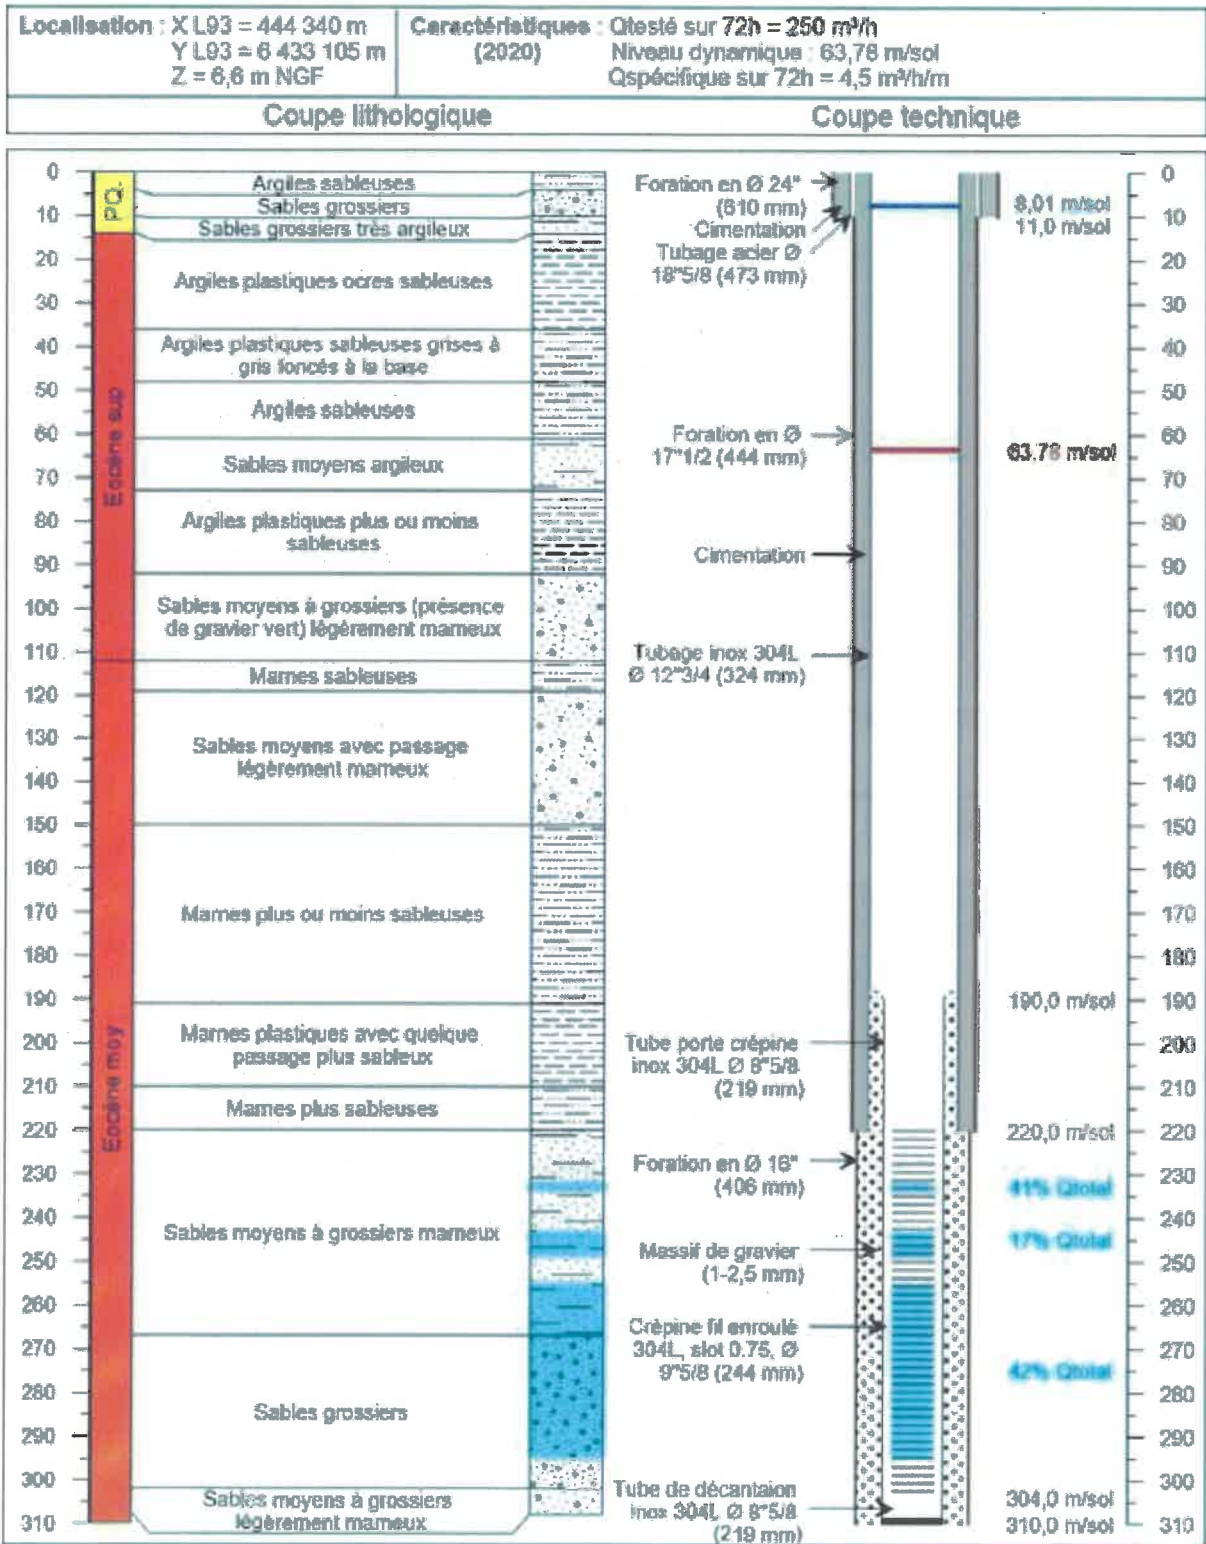 Localisation : X L93 = 444 340 m
Y L93 = 6 433 105 m
Z = 6,6 m NGF
Caractéristiques : Qtesté sur 72h = 250 m³/h
(2020)
Niveau dynamique : 63,78 m/sol
Qspécifique sur 72h = 4,5 m³/h/m
Coupe lithologique
Coupe technique
0
10
20
30
40
50
60
70
80
90
100
110
120
130
140
150
160
170
180
190
200
210
220
230
240
250
260
270
280
290
300
310
PQ.
Eocène sup
Eocène moy
Argiles sableuses
Sables grossiers
Sables grossiers très argileux
Argiles plastiques ocres sableuses
Argiles plastiques sableuses grises à
gris foncés à la base
Argiles sableuses
Sables moyens argileux
Argiles plastiques plus ou moins
sableuses
Sables moyens à grossiers (présence
de gravier vert) légèrement marneux
Marnes sableuses
Sables moyens avec passage
légèrement marneux
Marnes plus ou moins sableuses
Marnes plastiques avec quelque
passage plus sableux
Marnes plus sableuses
Sables moyens à grossiers marneux
Sables grossiers
Sables moyens à grossiers
légèrement marneux
Foration en Ø 24"
(610 mm)
Cimentation
Tubage acier Ø
18"5/8 (473 mm)
Foration en Ø
17"1/2 (444 mm)
Cimentation
Tubage inox 304L
Ø 12"3/4 (324 mm)
Tube porte crépine
inox 304L Ø 8"5/8
(219 mm)
Foration en Ø 16"
(406 mm)
Massif de gravier
(1-2,5 mm)
Crépine fil enroulé
304L, slot 0.75, Ø
9"5/8 (244 mm)
Tube de décantaion
inox 304L Ø 8"5/8
(219 mm)
8,01 m/sol
11,0 m/sol
63,78 m/sol
190,0 m/sol
220,0 m/sol
41% Qtotal
17% Qtotal
42% Qtotal
304,0 m/sol
310,0 m/sol
0
10
20
30
40
50
60
70
80
90
100
110
120
130
140
150
160
170
180
190
200
210
220
230
240
250
260
270
280
290
300
310